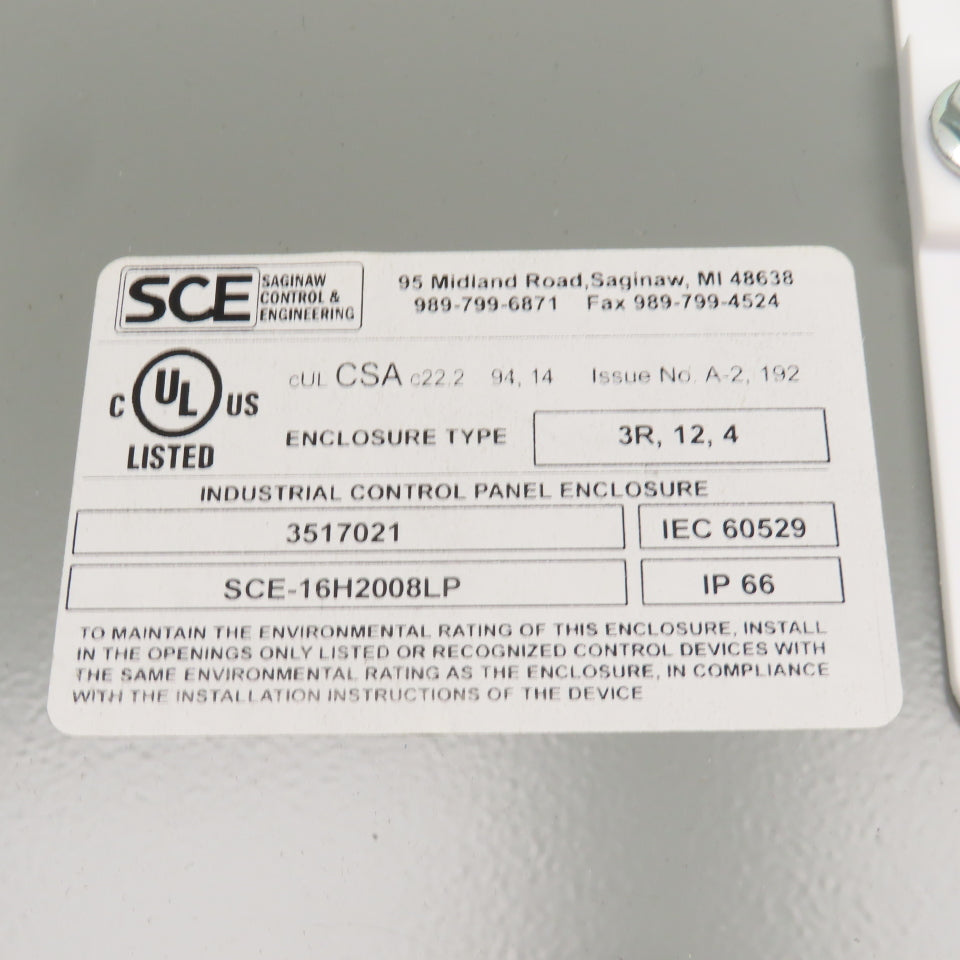 SCE SAGINAW CONTROL & ENGINEERING
95 Midland Road, Saginaw, MI 48638
989-799-6871 Fax 989-799-4524
C UL US LISTED
cUL CSA c22.2 94, 14 Issue No. A-2, 192
ENCLOSURE TYPE 3R, 12, 4
INDUSTRIAL CONTROL PANEL ENCLOSURE
3517021 IEC 60529
SCE-16H2008LP IP 66
TO MAINTAIN THE ENVIRONMENTAL RATING OF THIS ENCLOSURE, INSTALL
IN THE OPENINGS ONLY LISTED OR RECOGNIZED CONTROL DEVICES WITH
THE SAME ENVIRONMENTAL RATING AS THE ENCLOSURE, IN COMPLIANCE
WITH THE INSTALLATION INSTRUCTIONS OF THE DEVICE